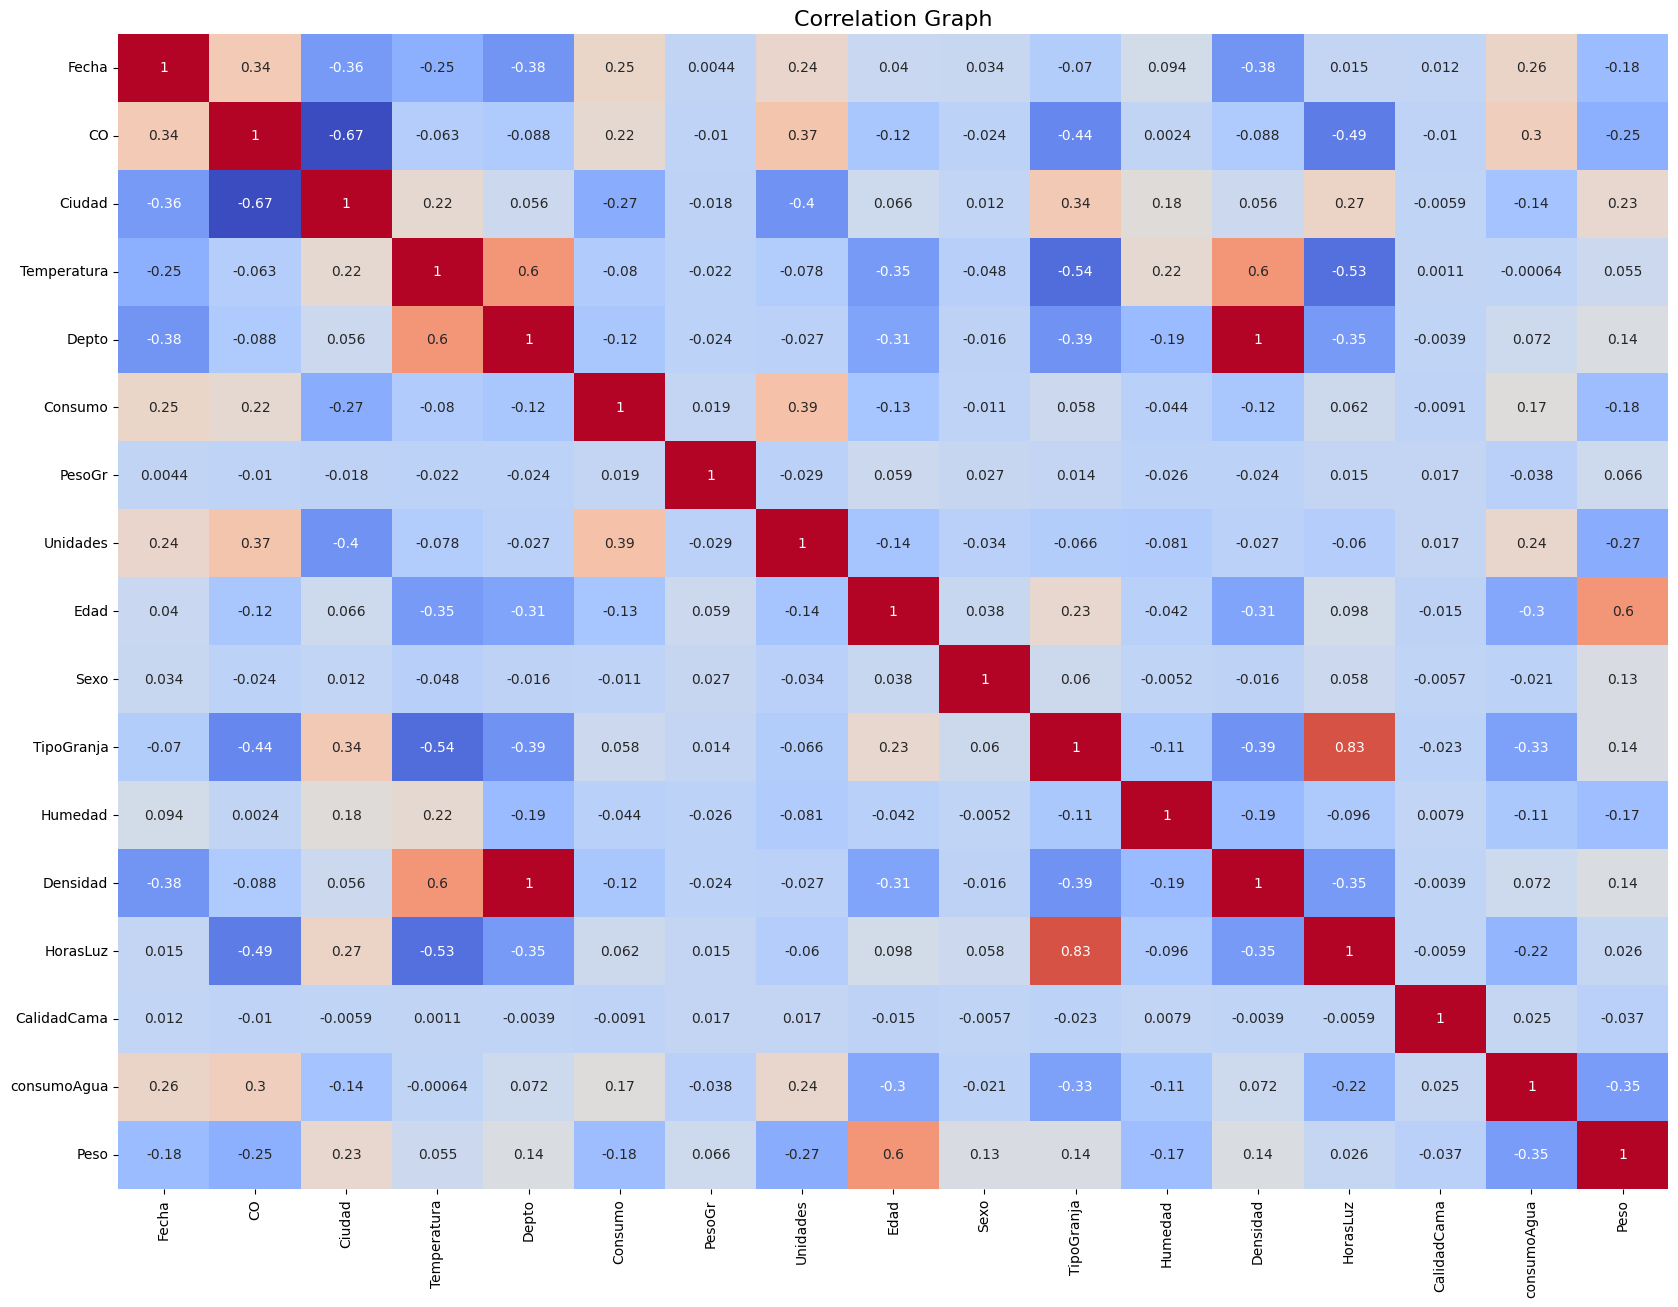 Correlation Graph
Fecha 1 0.34 -0.36 -0.25 -0.38 0.25 0.0044 0.24 0.04 0.034 -0.07 0.094 -0.38 0.015 0.012 0.26 -0.18
CO 0.34 1 -0.67 -0.063 -0.088 0.22 -0.01 0.37 -0.12 -0.024 -0.44 0.0024 -0.088 -0.49 -0.01 0.3 -0.25
Ciudad -0.36 -0.67 1 0.22 0.056 -0.27 -0.018 -0.4 0.066 0.012 0.34 0.18 0.056 0.27 -0.0059 -0.14 0.23
Temperatura -0.25 -0.063 0.22 1 0.6 -0.08 -0.022 -0.078 -0.35 -0.048 -0.54 0.22 0.6 -0.53 0.0011 -0.00064 0.055
Depto -0.38 -0.088 0.056 0.6 1 -0.12 -0.024 -0.027 -0.31 -0.016 -0.39 -0.19 1 -0.35 -0.0039 0.072 0.14
Consumo 0.25 0.22 -0.27 -0.08 -0.12 1 0.019 0.39 -0.13 -0.011 0.058 -0.044 -0.12 0.062 -0.0091 0.17 -0.18
PesoGr 0.0044 -0.01 -0.018 -0.022 -0.024 0.019 1 -0.029 0.059 0.027 0.014 -0.026 -0.024 0.015 0.017 -0.038 0.066
Unidades 0.24 0.37 -0.4 -0.078 -0.027 0.39 -0.029 1 -0.14 -0.034 -0.066 -0.081 -0.027 -0.06 0.017 0.24 -0.27
Edad 0.04 -0.12 0.066 -0.35 -0.31 -0.13 0.059 -0.14 1 0.038 0.23 -0.042 -0.31 0.098 -0.015 -0.3 0.6
Sexo 0.034 -0.024 0.012 -0.048 -0.016 -0.011 0.027 -0.034 0.038 1 0.06 -0.0052 -0.016 0.058 -0.0057 -0.021 0.13
TipoGranja -0.07 -0.44 0.34 -0.54 -0.39 0.058 0.014 -0.066 0.23 0.06 1 -0.11 -0.39 0.83 -0.023 -0.33 0.14
Humedad 0.094 0.0024 0.18 0.22 -0.19 -0.044 -0.026 -0.081 -0.042 -0.0052 -0.11 1 -0.19 -0.096 0.0079 -0.11 -0.17
Densidad -0.38 -0.088 0.056 0.6 1 -0.12 -0.024 -0.027 -0.31 -0.016 -0.39 -0.19 1 -0.35 -0.0039 0.072 0.14
HorasLuz 0.015 -0.49 0.27 -0.53 -0.35 0.062 0.015 -0.06 0.098 0.058 0.83 -0.096 -0.35 1 -0.0059 -0.22 0.026
CalidadCama 0.012 -0.01 -0.0059 0.0011 -0.0039 -0.0091 0.017 0.017 -0.015 -0.0057 -0.023 0.0079 -0.0039 -0.0059 1 0.025 -0.037
consumoAgua 0.26 0.3 -0.14 -0.00064 0.072 0.17 -0.038 0.24 -0.3 -0.021 -0.33 -0.11 0.072 -0.22 0.025 1 -0.35
Peso -0.18 -0.25 0.23 0.055 0.14 -0.18 0.066 -0.27 0.6 0.13 0.14 -0.17 0.14 0.026 -0.037 -0.35 1
Fecha CO Ciudad Temperatura Depto Consumo PesoGr Unidades Edad Sexo TipoGranja Humedad Densidad HorasLuz CalidadCama consumoAgua Peso